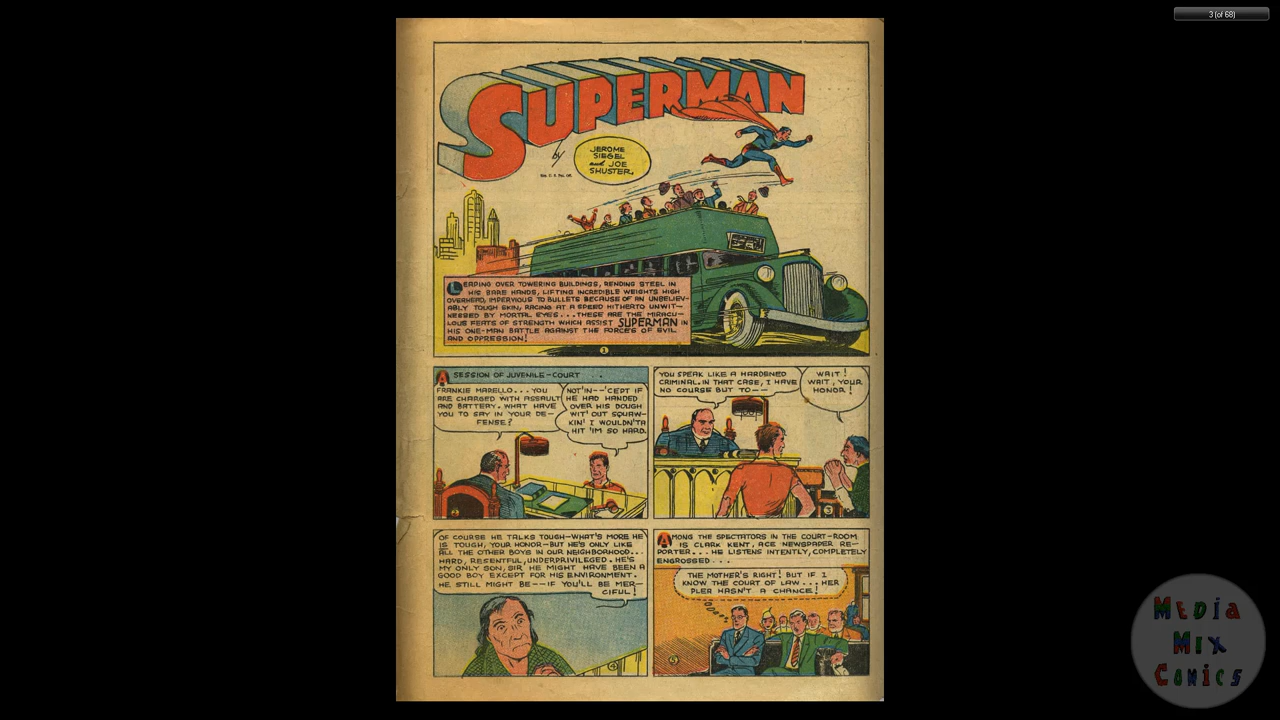 3 (of 68)
SUPERMAN
by
JEROME
SIEGEL
and JOE
SHUSTER.
REG. U. S. PAT. OFF.
LEAPING OVER TOWERING BUILDINGS, RENDING STEEL IN
HIS BARE HANDS, LIFTING INCREDIBLE WEIGHTS HIGH
OVERHEAD, IMPERVIOUS TO BULLETS BECAUSE OF AN UNBELIEV-
ABLY TOUGH SKIN, RACING AT A SPEED HITHERTO UNWIT-
NESSED BY MORTAL EYES...THESE ARE THE MIRACU-
LOUS FEATS OF STRENGTH WHICH ASSIST SUPERMAN IN
HIS ONE-MAN BATTLE AGAINST THE FORCES OF EVIL
AND OPPRESSION!
1
A SESSION OF JUVENILE-COURT . . . .
FRANKIE MARELLO...YOU
ARE CHARGED WITH ASSAULT
AND BATTERY. WHAT HAVE
YOU TO SAY IN YOUR DE-
FENSE?
NOT'IN--'CEPT IF
HE HAD HANDED
OVER HIS DOUGH
WIT' OUT SQUAW-
KIN' I WOULDN'TA
HIT 'IM SO HARD.
2
YOU SPEAK LIKE A HARDENED
CRIMINAL. IN THAT CASE, I HAVE
NO COURSE BUT TO--
WAIT!
WAIT, YOUR
HONOR!
3
OF COURSE HE TALKS TOUGH--WHAT'S MORE HE
IS TOUGH, YOUR HONOR--BUT HE'S ONLY LIKE
ALL THE OTHER BOYS IN OUR NEIGHBORHOOD...
HARD, RESENTFUL, UNDERPRIVILEGED. HE'S
MY ONLY SON, SIR. HE MIGHT HAVE BEEN A
GOOD BOY EXCEPT FOR HIS ENVIRONMENT.
HE STILL MIGHT BE--IF YOU'LL BE MER-
CIFUL!
4
AMONG THE SPECTATORS IN THE COURT-ROOM
IS CLARK KENT, ACE NEWSPAPER RE-
PORTER... HE LISTENS INTENTLY, COMPLETELY
ENGROSSED...
THE MOTHER'S RIGHT! BUT IF I
KNOW THE COURT OF LAW... HER
PLEA HASN'T A CHANCE!
5
MEDiA
MiX
COMiCS